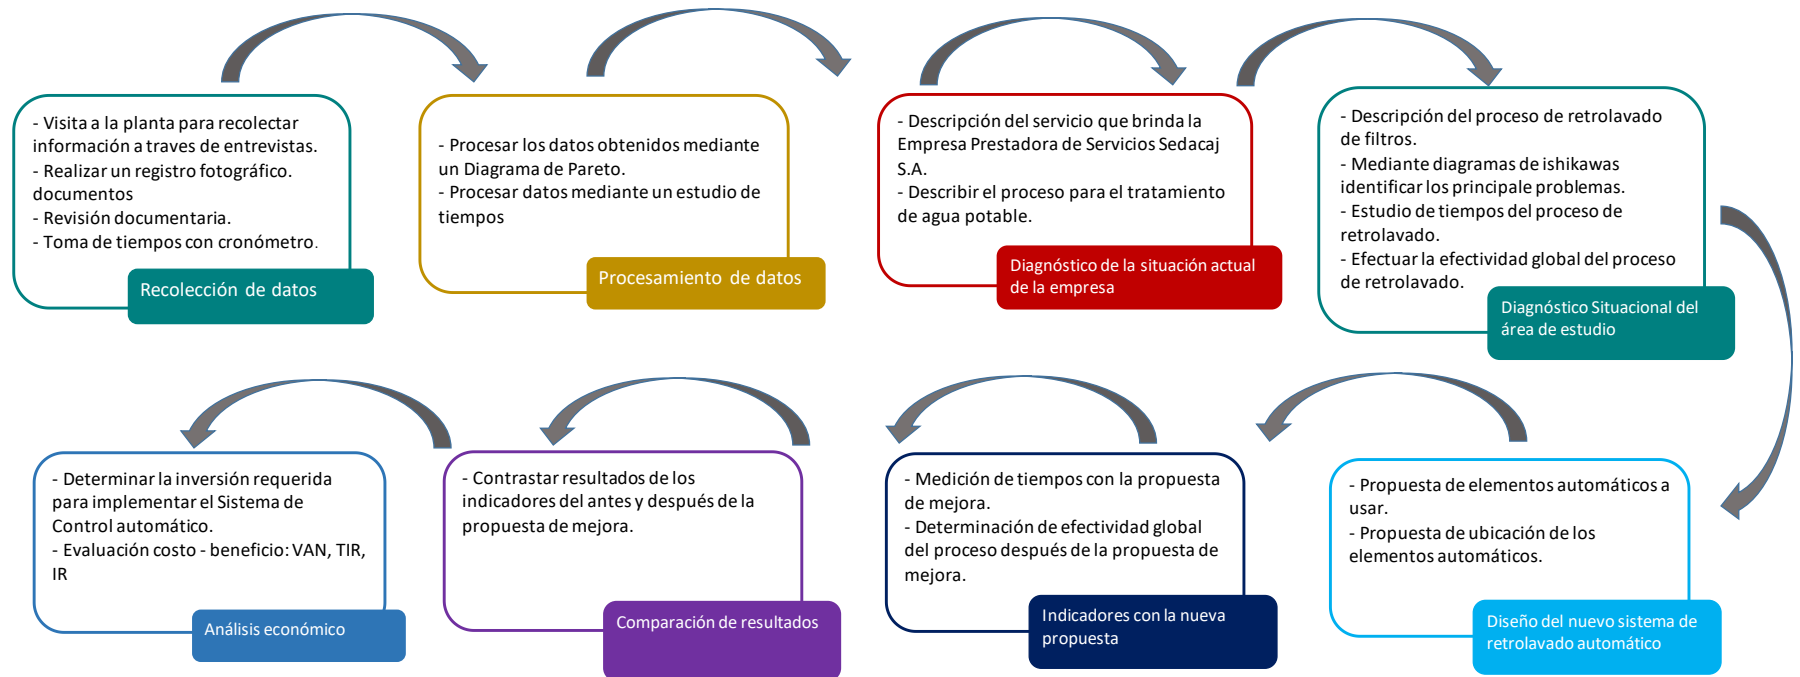 - Visita a la planta para recolectar
información a traves de entrevistas.
- Realizar un registro fotográfico.
documentos
- Revisión documentaria.
- Toma de tiempos con cronómetro.
Recolección de datos
- Procesar los datos obtenidos mediante
un Diagrama de Pareto.
- Procesar datos mediante un estudio de
tiempos
Procesamiento de datos
- Descripción del servicio que brinda la
Empresa Prestadora de Servicios Sedacaj
S.A.
- Describir el proceso para el tratamiento
de agua potable.
Diagnóstico de la situación actual
de la empresa
- Descripción del proceso de retrolavado
de filtros.
- Mediante diagramas de ishikawas
identificar los principale problemas.
- Estudio de tiempos del proceso de
retrolavado.
- Efectuar la efectividad global del proceso
de retrolavado.
Diagnóstico Situacional del
área de estudio
- Propuesta de elementos automáticos a
usar.
- Propuesta de ubicación de los
elementos automáticos.
Diseño del nuevo sistema de
retrolavado automático
- Medición de tiempos con la propuesta
de mejora.
- Determinación de efectividad global
del proceso después de la propuesta de
mejora.
Indicadores con la nueva
propuesta
- Contrastar resultados de los
indicadores del antes y después de la
propuesta de mejora.
Comparación de resultados
- Determinar la inversión requerida
para implementar el Sistema de
Control automático.
- Evaluación costo - beneficio: VAN, TIR,
IR
Análisis económico